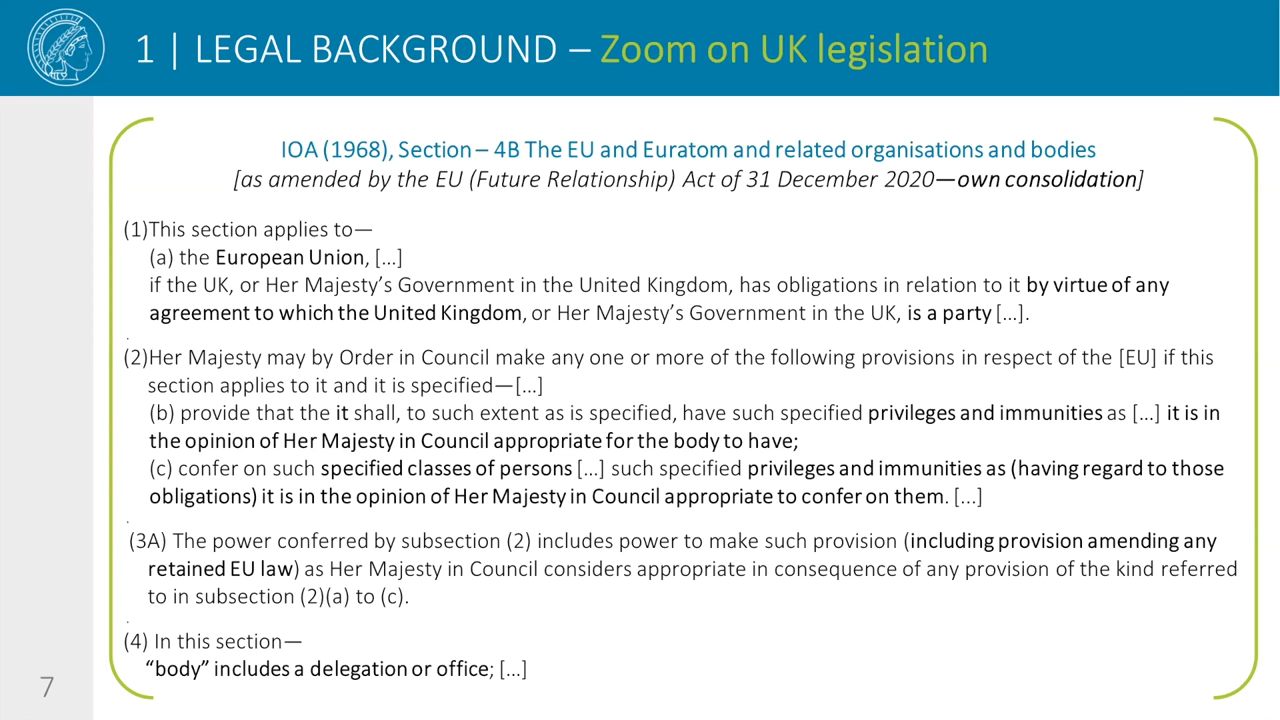 1 | LEGAL BACKGROUND – Zoom on UK legislation
IOA (1968), Section – 4B The EU and Euratom and related organisations and bodies
[as amended by the EU (Future Relationship) Act of 31 December 2020—own consolidation]
(1)This section applies to—
(a) the European Union, [...]
if the UK, or Her Majesty’s Government in the United Kingdom, has obligations in relation to it by virtue of any
agreement to which the United Kingdom, or Her Majesty’s Government in the UK, is a party [...].
.
(2)Her Majesty may by Order in Council make any one or more of the following provisions in respect of the [EU] if this
section applies to it and it is specified—[...]
(b) provide that the it shall, to such extent as is specified, have such specified privileges and immunities as [...] it is in
the opinion of Her Majesty in Council appropriate for the body to have;
(c) confer on such specified classes of persons [...] such specified privileges and immunities as (having regard to those
obligations) it is in the opinion of Her Majesty in Council appropriate to confer on them. [...]
.
(3A) The power conferred by subsection (2) includes power to make such provision (including provision amending any
retained EU law) as Her Majesty in Council considers appropriate in consequence of any provision of the kind referred
to in subsection (2)(a) to (c).
.
(4) In this section—
“body” includes a delegation or office; [...]
7